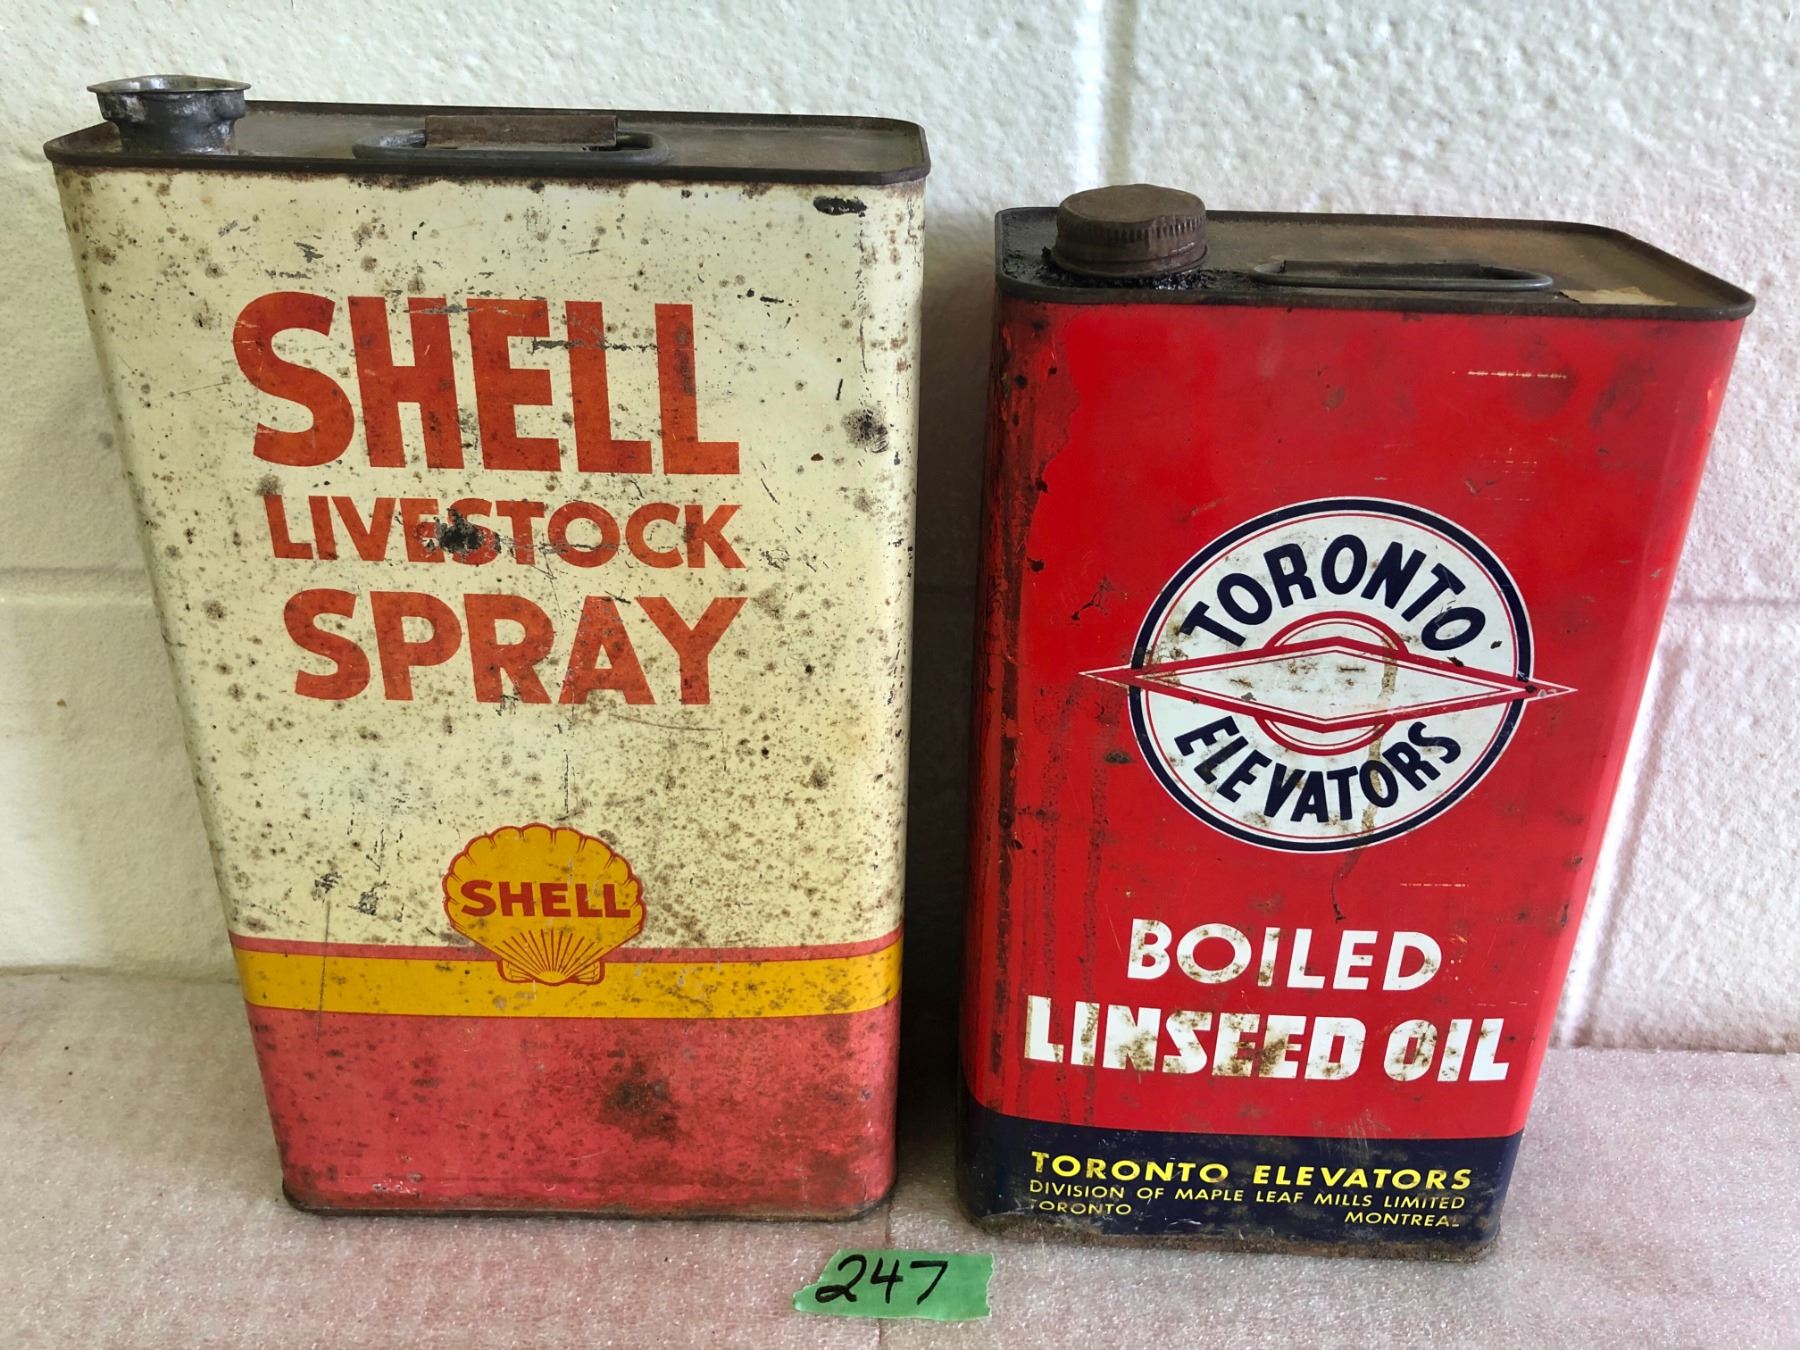 SHELL
LIVESTOCK
SPRAY
SHELL
TORONTO
ELEVATORS
BOILED
LINSEED OIL
TORONTO ELEVATORS
DIVISION OF MAPLE LEAF MILLS LIMITED
TORONTO MONTREAL
247